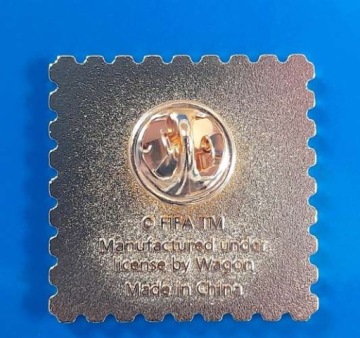 © FIFA TM
Manufactured under
license by Wagon
Made in China